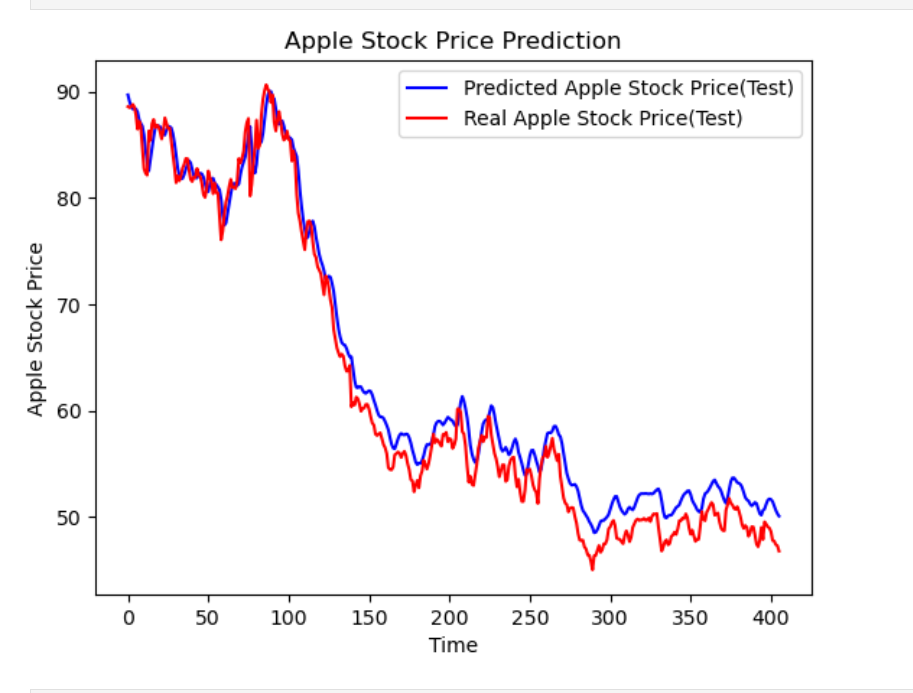 Apple Stock Price Prediction
Predicted Apple Stock Price(Test)
Real Apple Stock Price(Test)
Apple Stock Price
90
80
70
60
50
0 50 100 150 200 250 300 350 400
Time